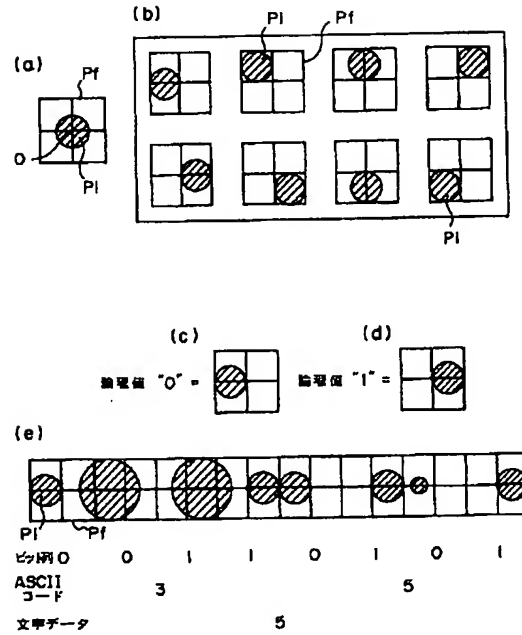 (a)
Pf
O
Pl
(b)
Pl
Pf
Pl
(c)
論理値 "0" =
(d)
論理値 "1" =
(e)
Pl
Pf
ビット列 0 0 1 1 0 1 0 1
ASCII コード 3 5
文字データ 5